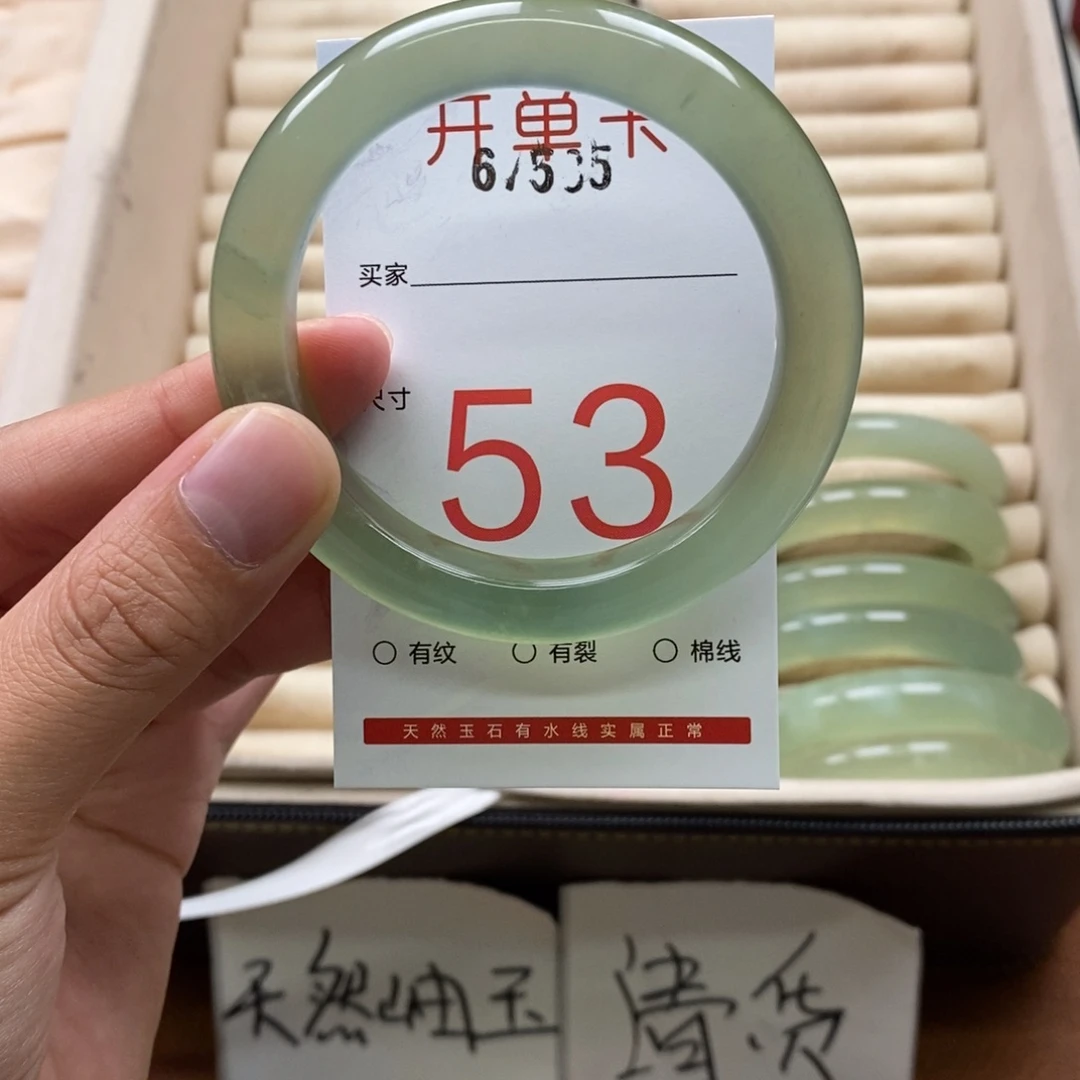 开单卡
买家
尺寸
53
有纹 有裂 棉线
天然玉石有水线实属正常
天然岫玉
清货